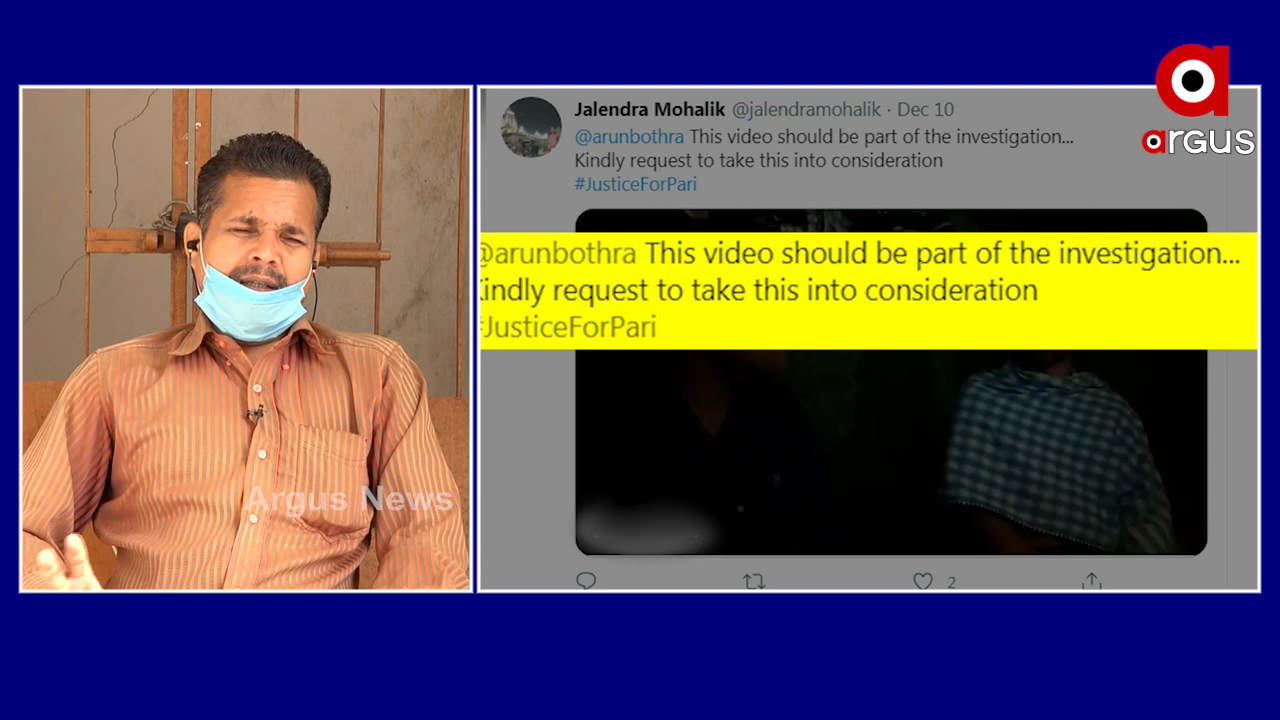 argus
Jalendra Mohalik @jalendramohalik · Dec 10
@arunbothra This video should be part of the investigation...
Kindly request to take this into consideration
#JusticeForPari
@arunbothra This video should be part of the investigation...
Kindly request to take this into consideration
#JusticeForPari
Argus News
2